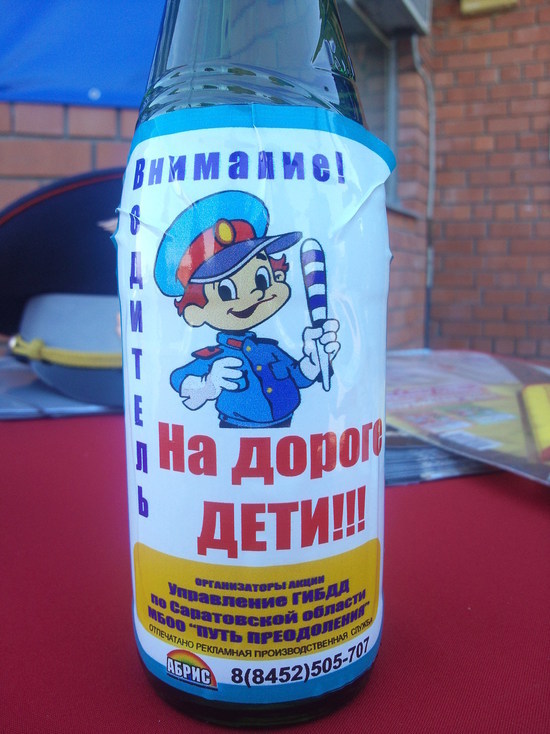 Внимание!
ВОДИТЕЛЬ
На дороге
ДЕТИ!!!
ОРГАНИЗАТОРЫ АКЦИИ
Управление ГИБДД
по Саратовской области
МБОО "ПУТЬ ПРЕОДОЛЕНИЯ"
ОТПЕЧАТАНО РЕКЛАМНАЯ ПРОИЗВОДСТВЕННАЯ СЛУЖБА
АБРИС
8(8452)505-707